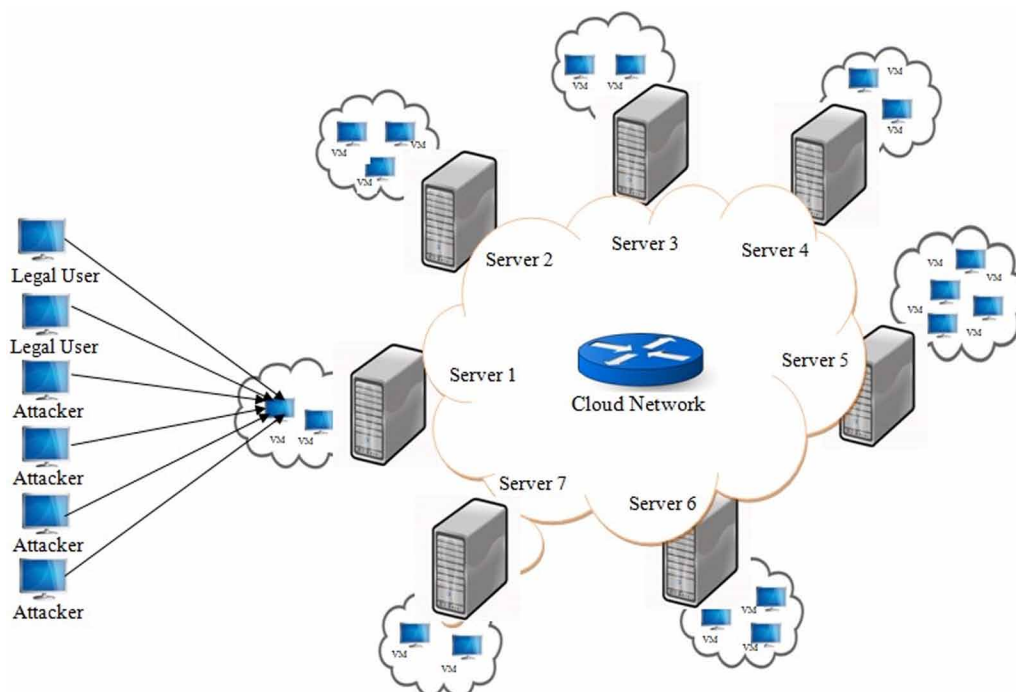 VM
VM
VM
VM
VM
VM
VM
VM
Legal User
Legal User
Attacker
Attacker
Attacker
Attacker
VM
VM
Server 1
Server 2
Server 3
Server 4
Server 5
Server 6
Server 7
Cloud Network
VM
VM
VM
VM
VM
VM
VM
VM
VM
VM